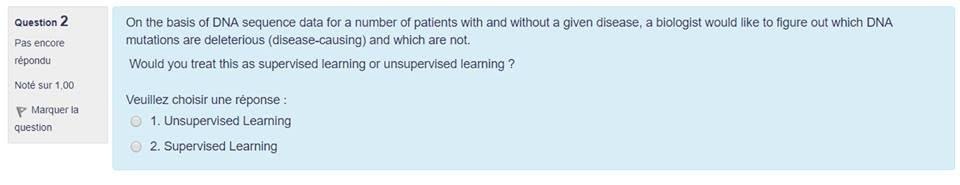 Question 2
Pas encore
répondu
Noté sur 1,00
Marquer la
question
On the basis of DNA sequence data for a number of patients with and without a given disease, a biologist would like to figure out which DNA
mutations are deleterious (disease-causing) and which are not.
Would you treat this as supervised learning or unsupervised learning ?
Veuillez choisir une réponse :
1. Unsupervised Learning
2. Supervised Learning